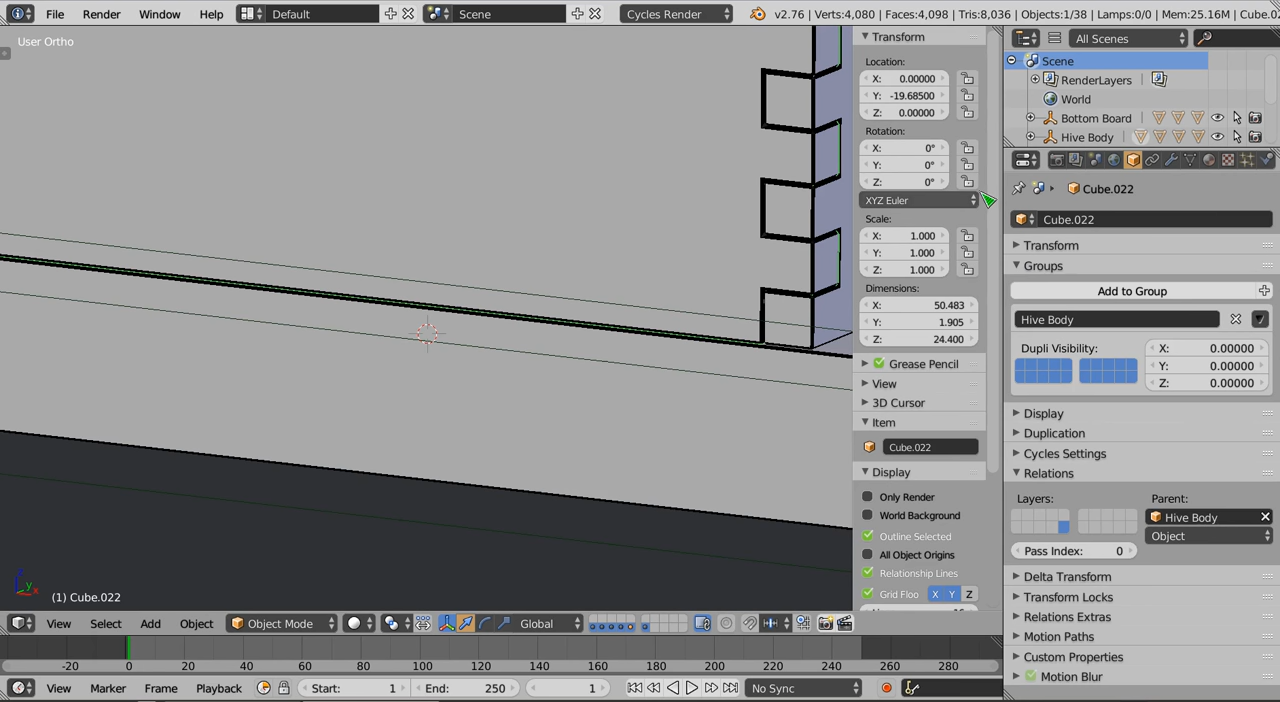 File Render Window Help Default Scene Cycles Render v2.76 | Verts:4,080 | Faces:4,098 | Tris:8,036 | Objects:1/38 | Lamps:0/0 | Mem:25.16M | Cube.0
User Ortho
Transform
Location:
X: 0.00000
Y: -19.68500
Z: 0.00000
Rotation:
X: 0°
Y: 0°
Z: 0°
XYZ Euler
Scale:
X: 1.000
Y: 1.000
Z: 1.000
Dimensions:
X: 50.483
Y: 1.905
Z: 24.400
Grease Pencil
View
3D Cursor
Item
Cube.022
Display
Only Render
World Background
Outline Selected
All Object Origins
Relationship Lines
Grid Floo X Y Z
All Scenes
Scene
RenderLayers |
World
Bottom Board
Hive Body
Cube.022
Cube.022
Transform
Groups
Add to Group
Hive Body
Dupli Visibility:
X: 0.00000
Y: 0.00000
Z: 0.00000
Display
Duplication
Cycles Settings
Relations
Layers: Parent:
Hive Body
Object
Pass Index: 0
Delta Transform
Transform Locks
Relations Extras
Motion Paths
Custom Properties
Motion Blur
z
y
x
(1) Cube.022
View Select Add Object Object Mode Global
-20 0 20 40 60 80 100 120 140 160 180 200 220 240 260 280
View Marker Frame Playback Start: 1 End: 250 1 No Sync